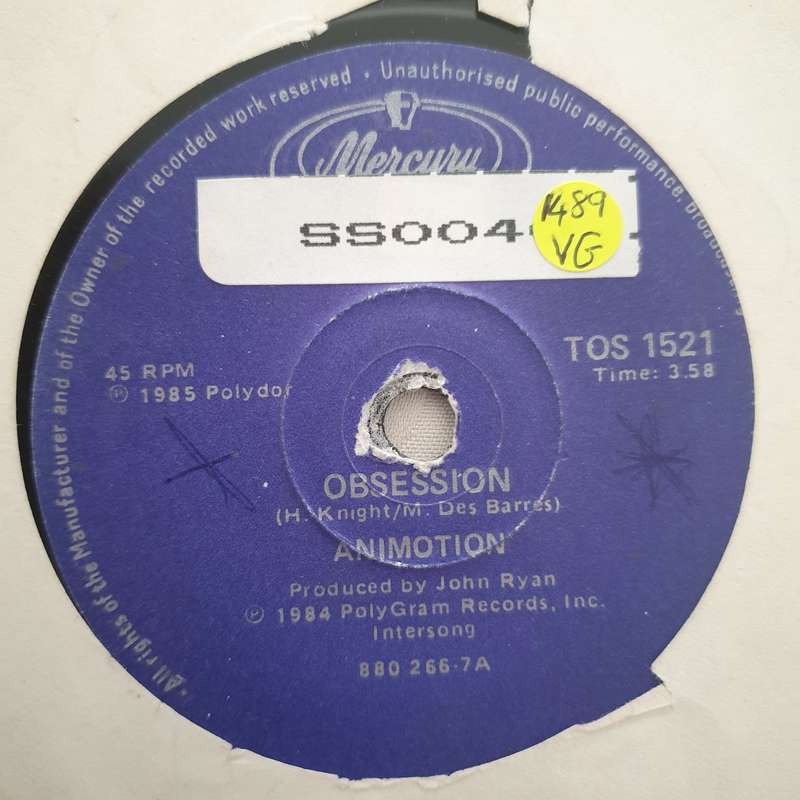 · All rights of the Manufacturer and of the Owner of the recorded work reserved · Unauthorised public performance,
Mercury
SS004
1489
VG
TOS 1521
Time: 3.58
45 RPM
℗ 1985 Polydor
OBSESSION
(H. Knight/M. Des Barres)
ANIMOTION
Produced by John Ryan
℗ 1984 PolyGram Records, Inc.
Intersong
880 266-7A